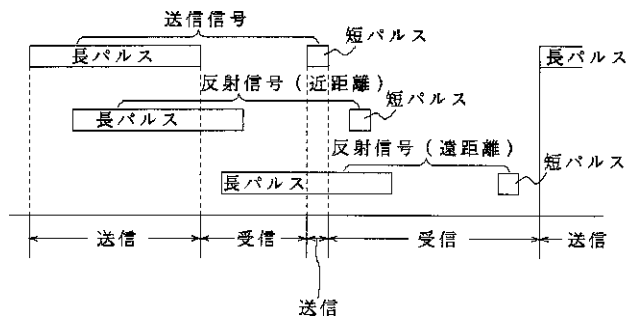 送信信号
長パルス
短パルス
長パルス
反射信号(近距離)
長パルス
短パルス
反射信号(遠距離)
長パルス
短パルス
送信
受信
受信
送信
送信